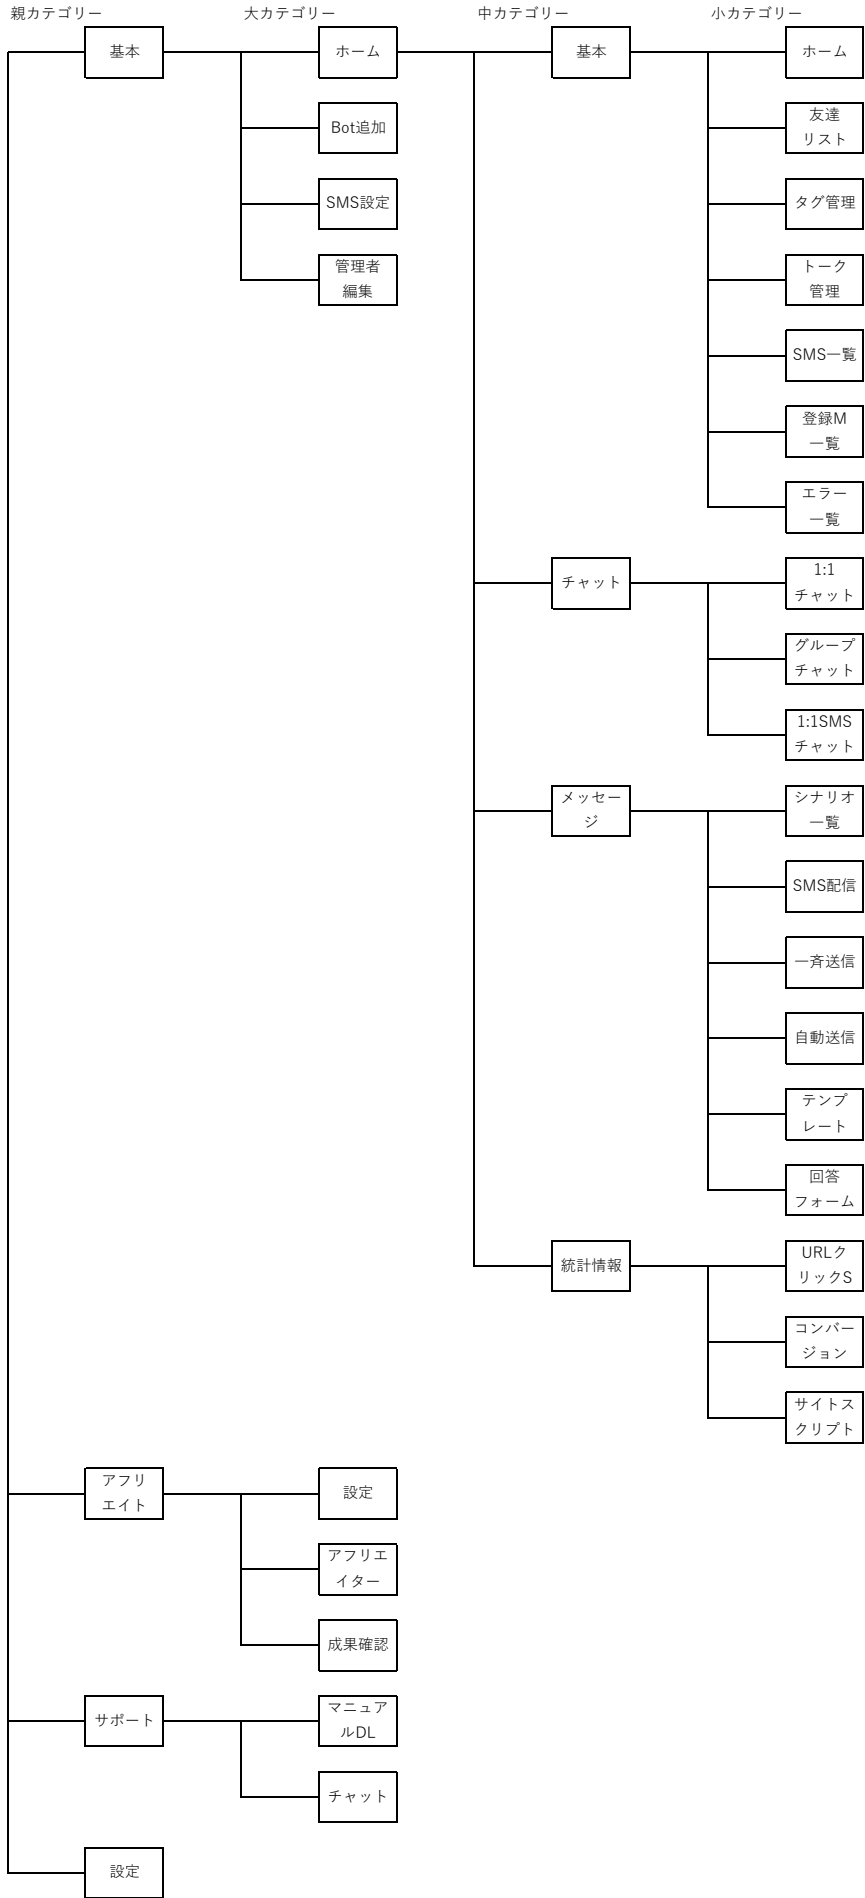 親カテゴリー
大カテゴリー
中カテゴリー
小カテゴリー
基本
ホーム
基本
ホーム
Bot追加
友達
リスト
SMS設定
タグ管理
管理者
編集
トーク
管理
SMS一覧
登録M
一覧
エラー
一覧
チャット
1:1
チャット
グループ
チャット
1:1SMS
チャット
メッセー
ジ
シナリオ
一覧
SMS配信
一斉送信
自動送信
テンプ
レート
回答
フォーム
統計情報
URLク
リックS
コンバー
ジョン
サイトス
クリプト
アフリ
エイト
設定
アフリエ
イター
成果確認
サポート
マニュア
ルDL
チャット
設定